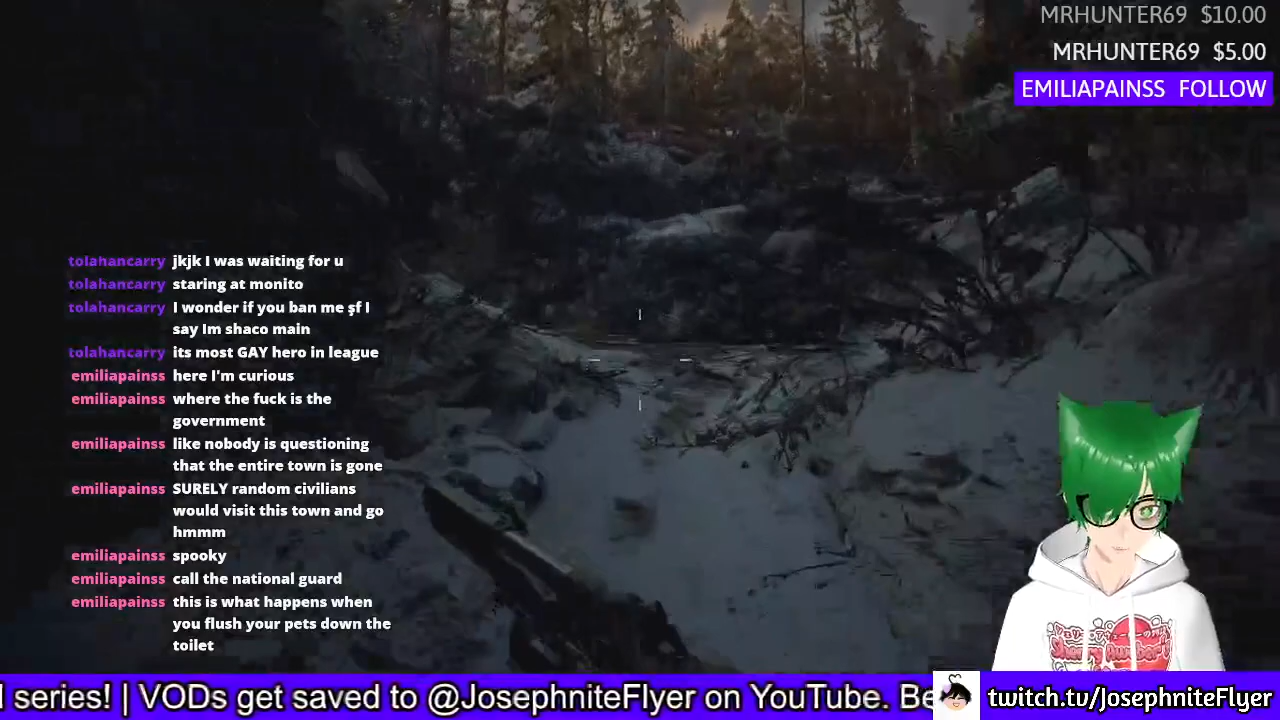 MRHUNTER69 $10.00
MRHUNTER69 $5.00
EMILIAPAINSS FOLLOW
tolahancarry jkjk I was waiting for u
tolahancarry staring at monito
tolahancarry I wonder if you ban me şf I
say Im shaco main
tolahancarry its most GAY hero in league
emiliapainss here I'm curious
emiliapainss where the fuck is the
government
emiliapainss like nobody is questioning
that the entire town is gone
emiliapainss SURELY random civilians
would visit this town and go
hmmm
emiliapainss spooky
emiliapainss call the national guard
emiliapainss this is what happens when
you flush your pets down the
toilet
l series! | VODs get saved to @JosephniteFlyer on YouTube. Be
twitch.tv/JosephniteFlyer